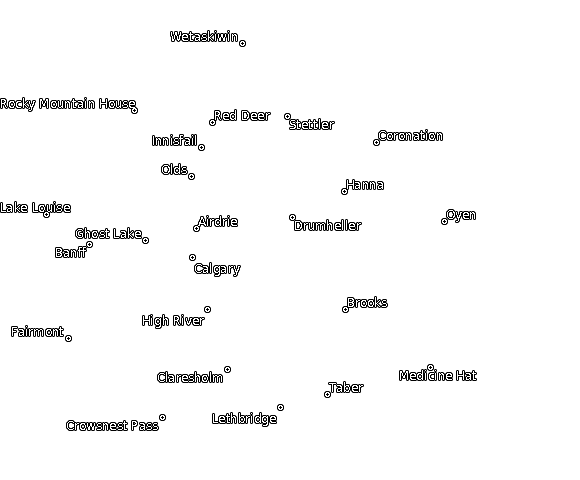 Wetaskiwin
Rocky Mountain House
Red Deer
Stettler
Coronation
Innisfail
Olds
Hanna
Lake Louise
Oyen
Airdrie
Drumheller
Ghost Lake
Banff
Calgary
Brooks
High River
Fairmont
Claresholm
Medicine Hat
Taber
Lethbridge
Crowsnest Pass